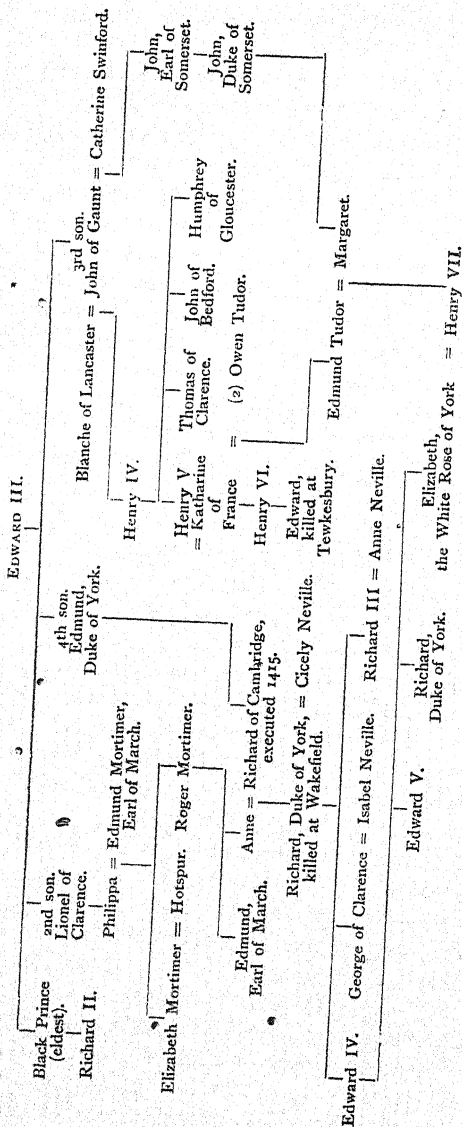 EDWARD III.
Black Prince
(eldest).
Richard II.
2nd son.
Lionel of
Clarence.
Philippa = Edmund Mortimer,
Earl of March.
4th son.
Edmund,
Duke of York.
3rd son.
Blanche of Lancaster = John of Gaunt = Catherine Swinford.
Henry IV.
John,
Earl of
Somerset.
John,
Duke of
Somerset.
Elizabeth Mortimer = Hotspur. Roger Mortimer.
Henry V
= Katharine
of
France
= (2) Owen Tudor.
Thomas of
Clarence.
John of
Bedford.
Humphrey
of
Gloucester.
Henry VI.
Edward,
killed at
Tewkesbury.
Edmund,
Earl of March.
Anne = Richard of Cambridge,
executed 1415.
Edmund Tudor = Margaret.
Richard, Duke of York, = Cicely Neville.
killed at Wakefield.
Edward IV.
George of Clarence = Isabel Neville.
Richard III = Anne Neville.
Edward V.
Richard,
Duke of York.
Elizabeth,
the White Rose of York = Henry VII.